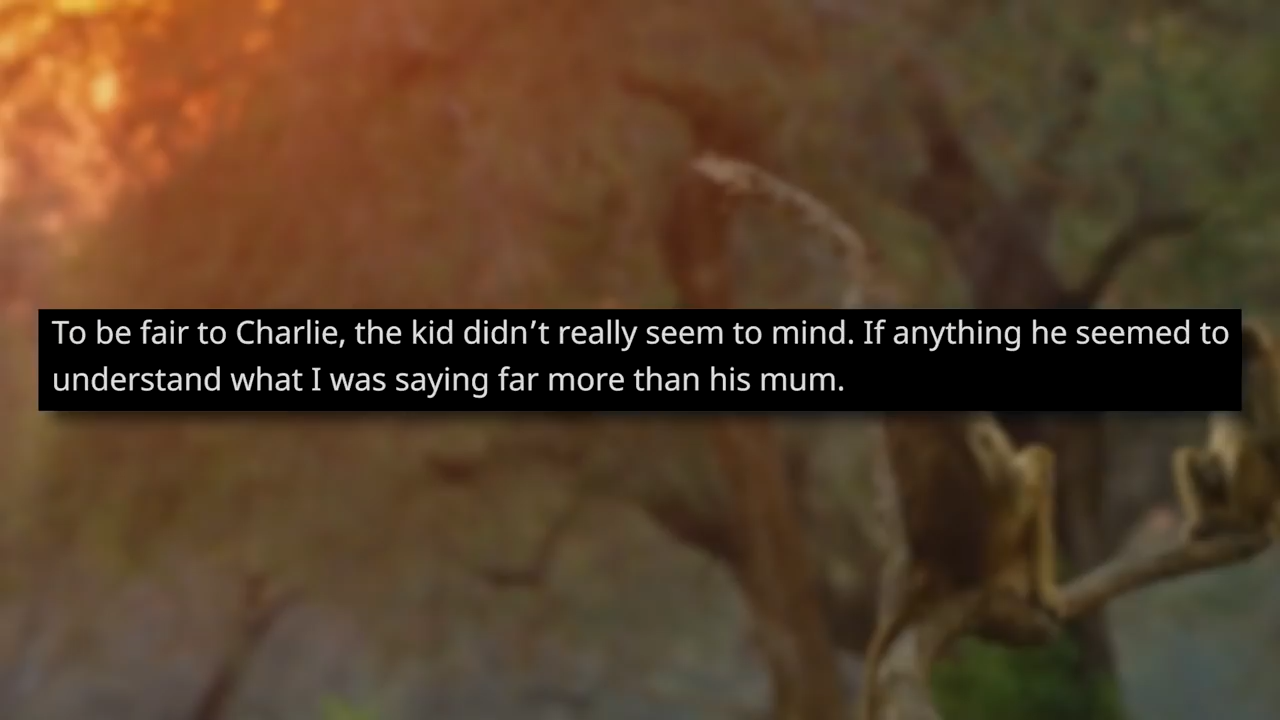 To be fair to Charlie, the kid didn’t really seem to mind. If anything he seemed to
understand what I was saying far more than his mum.